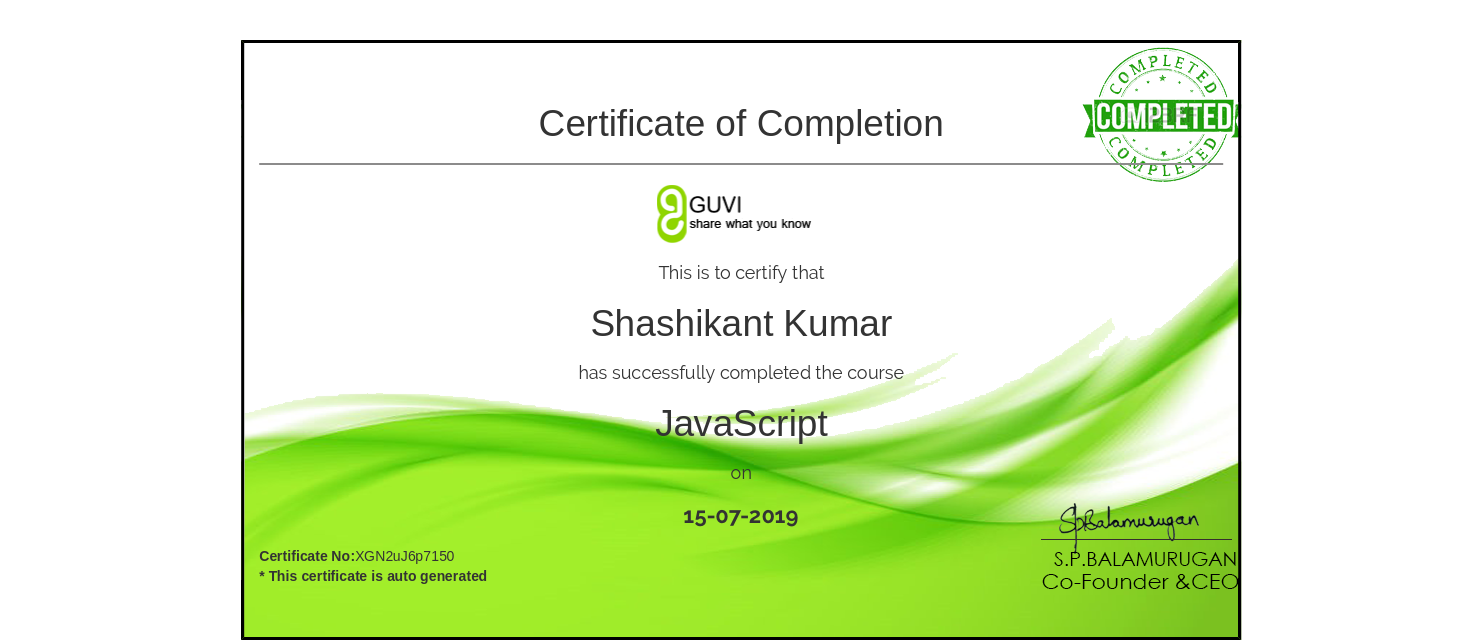 COMPLETED
COMPLETED
COMPLETED
Certificate of Completion
GUVI
share what you know
This is to certify that
Shashikant Kumar
has successfully completed the course
JavaScript
on
15-07-2019
SpBalamurugan
Certificate No:XGN2uJ6p7150
* This certificate is auto generated
S.P.BALAMURUGAN
Co-Founder &CEO